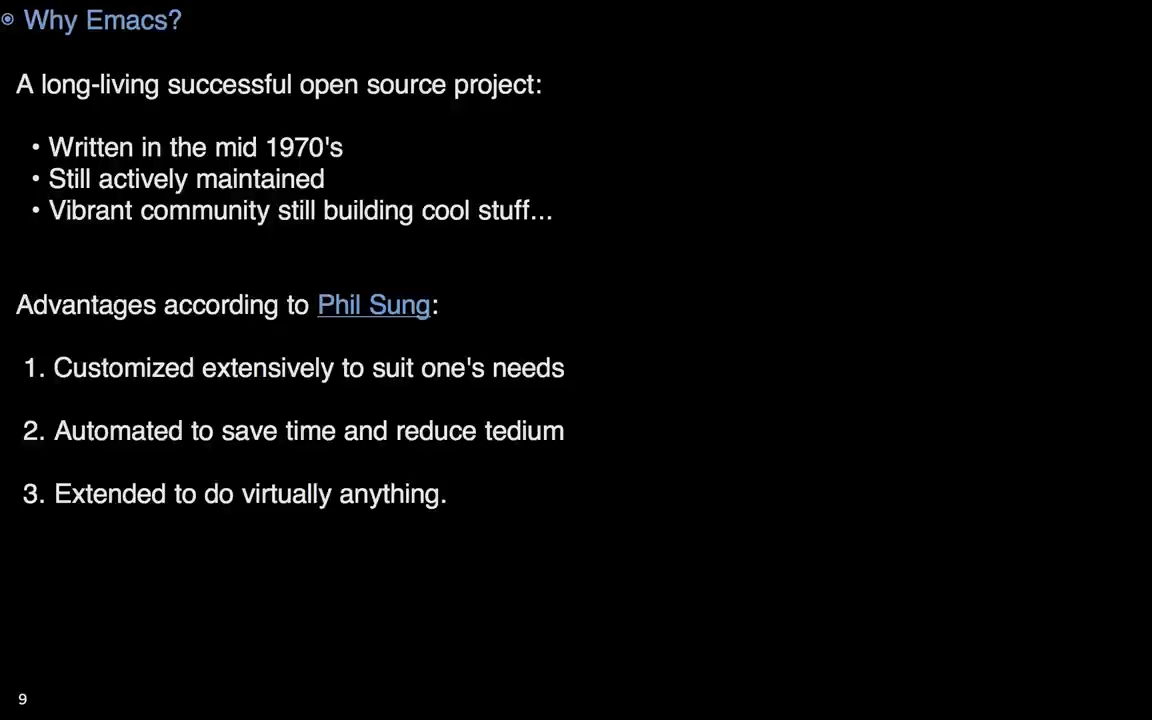 ◉ Why Emacs?
A long-living successful open source project:
• Written in the mid 1970's
• Still actively maintained
• Vibrant community still building cool stuff...
Advantages according to Phil Sung:
1. Customized extensively to suit one's needs
2. Automated to save time and reduce tedium
3. Extended to do virtually anything.
9